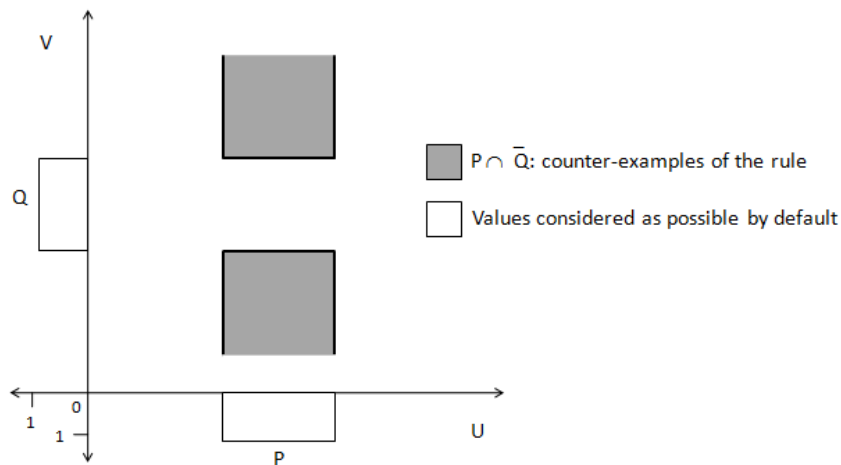 V
Q
P ∩ Q̄: counter-examples of the rule
Values considered as possible by default
0
1
1
U
P